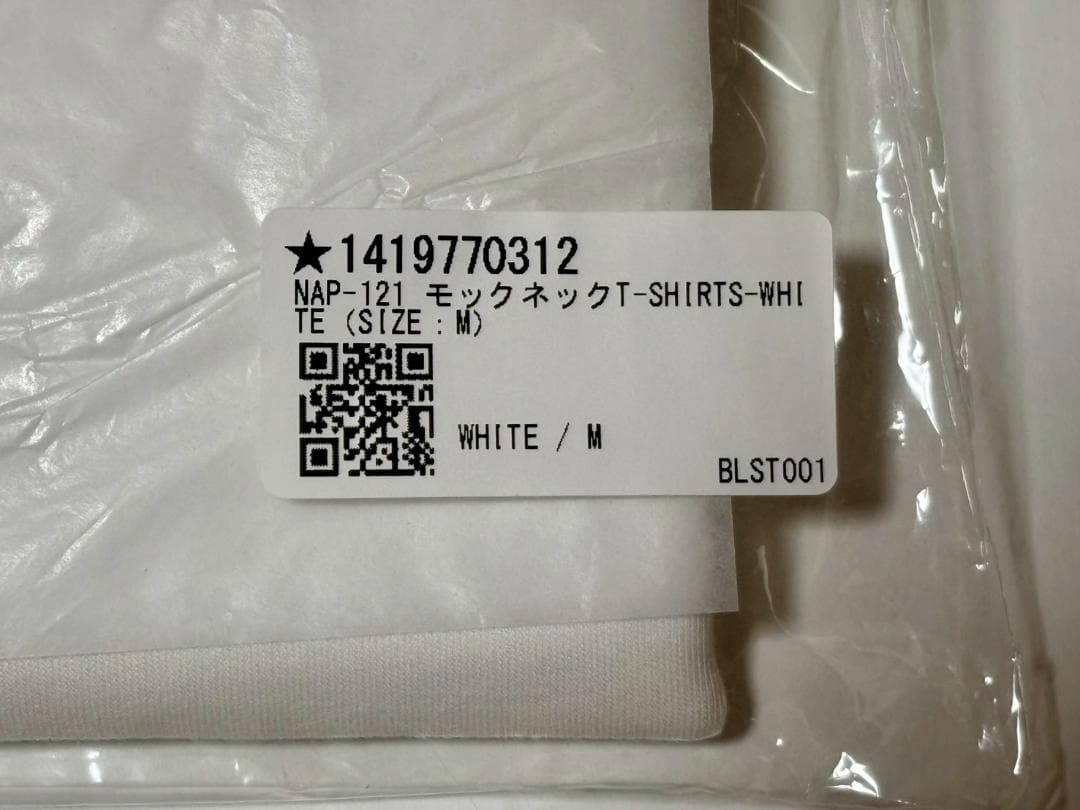 ★1419770312
NAP-121 モックネックT-SHIRTS-WHI
TE (SIZE : M)
WHITE / M
BLST001